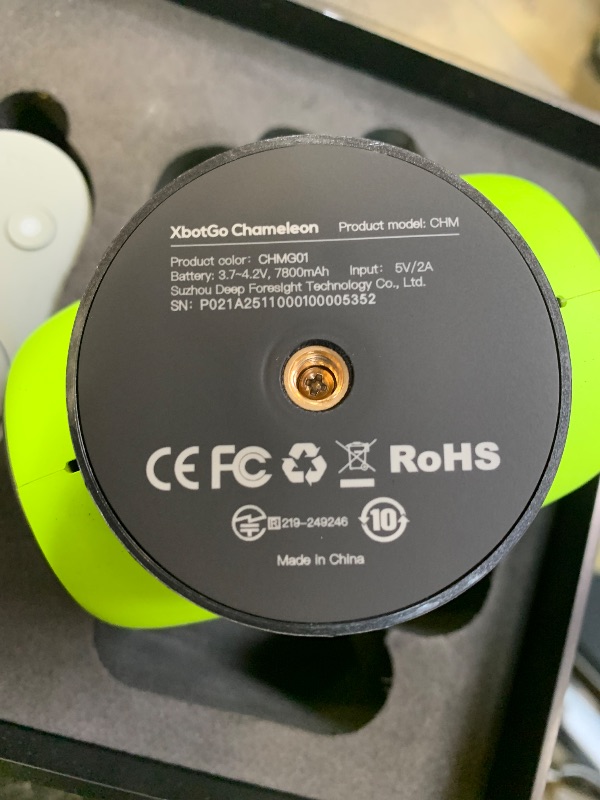 XbotGo Chameleon Product model: CHM
Product color: CHMG01
Battery: 3.7~4.2V, 7800mAh Input: 5V/2A
Suzhou Deep Foresight Technology Co., Ltd.
SN: P021A2511000100005352
CE FC RoHS
R 219-249246 10
Made in China